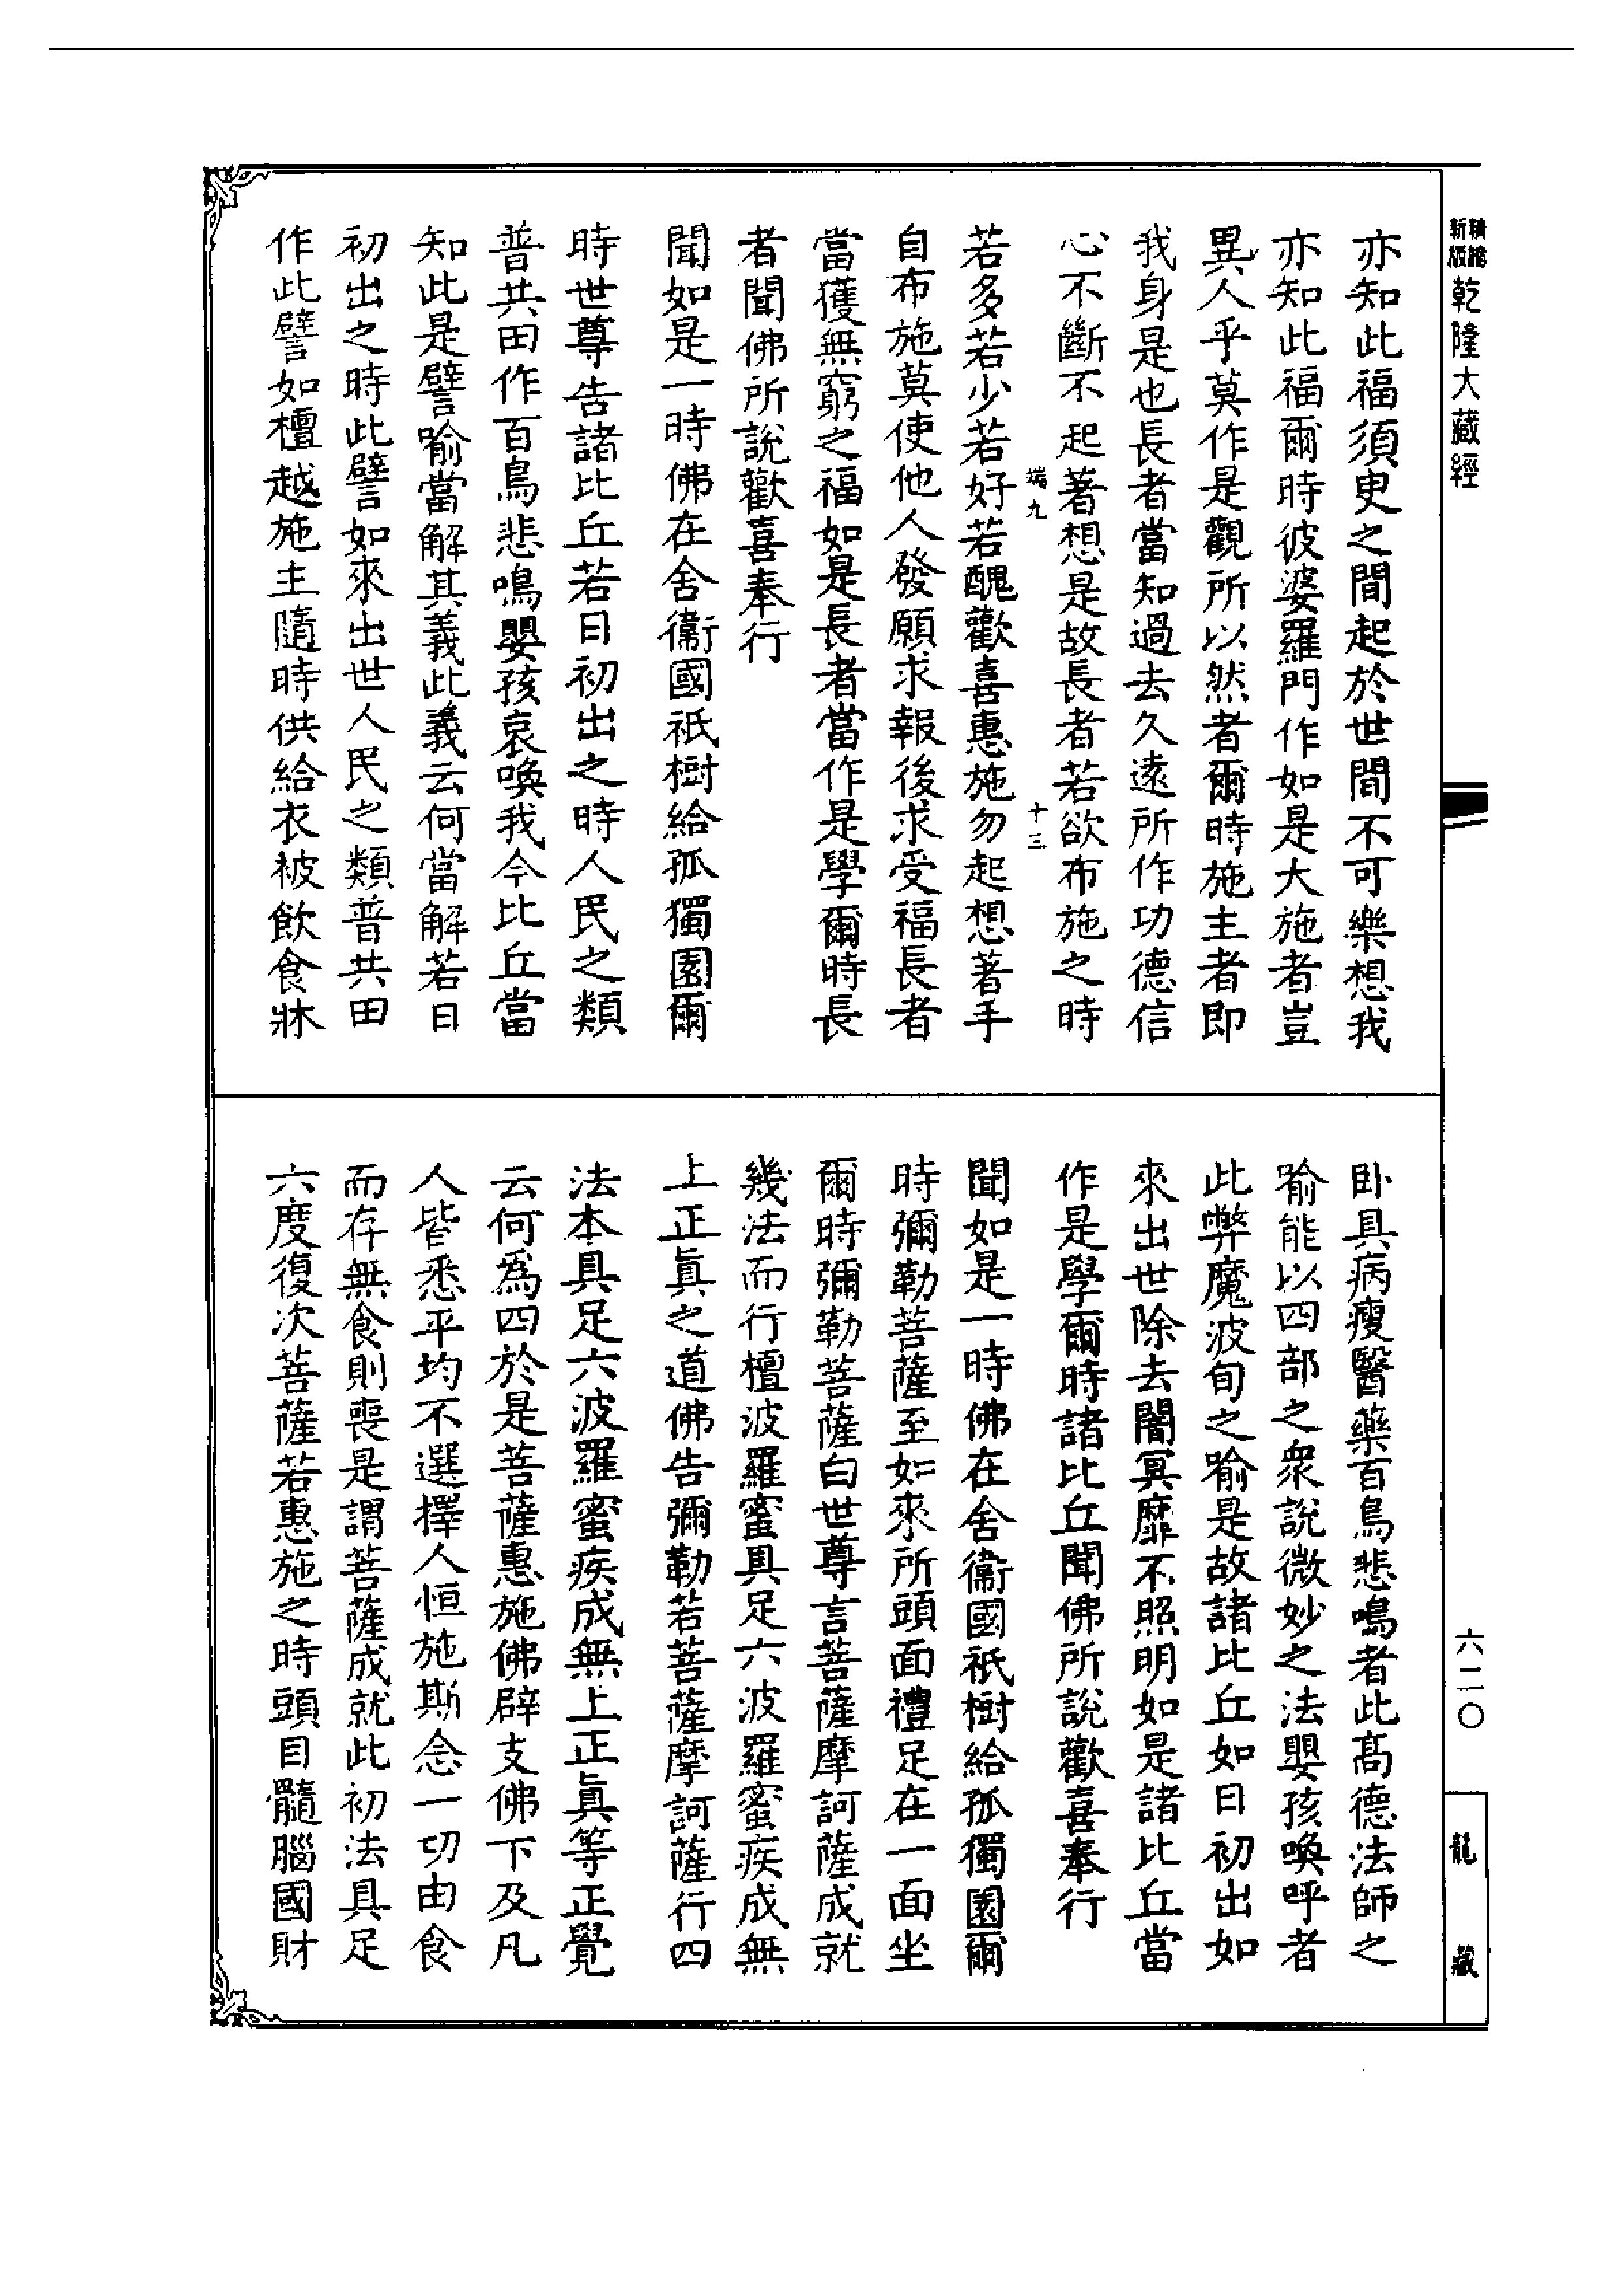 新版精縮乾隆大藏經
亦知此福須臾之間起於世間不可樂想我
亦知此福爾時彼婆羅門作如是大施者豈
異人乎莫作是觀所以然者爾時施主者即
我身是也長者當知過去久遠所作功德信
心不斷不起著想是故長者若欲布施之時
端九 十三
若多若少若好若醜歡喜惠施勿起想著手
自布施莫使他人發願求報後求受福長者
當獲無窮之福如是長者當作是學爾時長
者聞佛所說歡喜奉行
聞如是一時佛在舍衞國祇樹給孤獨園爾
時世尊告諸比丘若日初出之時人民之類
普共田作百鳥悲鳴嬰孩哀喚我今比丘當
知此是譬喻當解其義此義云何當解若日
初出之時此譬如來出世人民之類普共田
作此譬如檀越施主隨時供給衣被飲食牀
臥具病瘦醫藥百鳥悲鳴者此高德法師之
喻能以四部之衆說微妙之法嬰孩喚呼者
此弊魔波旬之喻是故諸比丘如日初出如
來出世除去闇冥靡不照明如是諸比丘當
作是學爾時諸比丘聞佛所說歡喜奉行
聞如是一時佛在舍衞國祇樹給孤獨園爾
時彌勒菩薩至如來所頭面禮足在一面坐
爾時彌勒菩薩白世尊言菩薩摩訶薩成就
幾法而行檀波羅蜜具足六波羅蜜疾成無
上正眞之道佛告彌勒若菩薩摩訶薩行四
法本具足六波羅蜜疾成無上正眞等正覺
云何爲四於是菩薩惠施佛辟支佛下及凡
人皆悉平均不選擇人恒施斯念一切由食
而存無食則喪是謂菩薩成就此初法具足
六度復次菩薩若惠施之時頭目髓腦國財
六二〇
龍藏